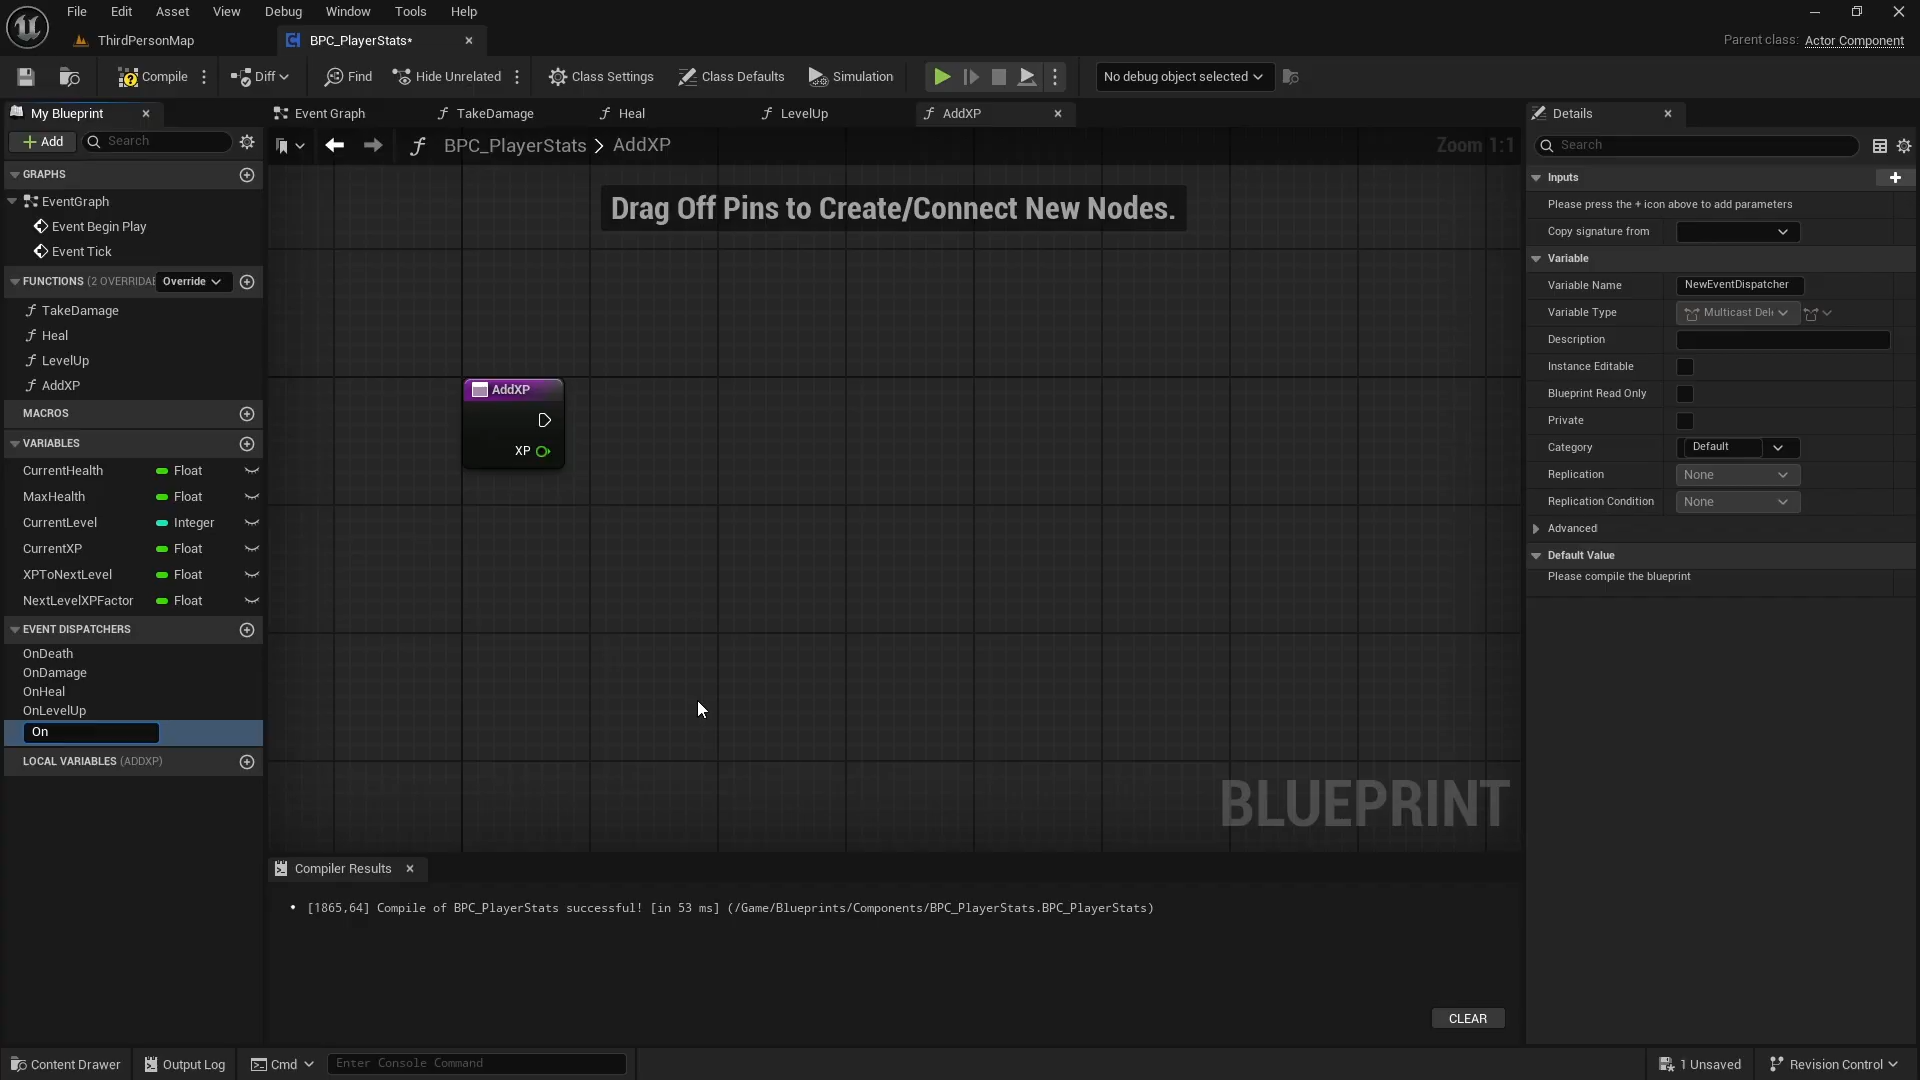 File Edit Asset View Debug Window Tools Help
ThirdPersonMap
BPC_PlayerStats*
Parent class: Actor Component
Compile
Diff
Find
Hide Unrelated
Class Settings
Class Defaults
Simulation
No debug object selected
My Blueprint
Event Graph
TakeDamage
Heal
LevelUp
AddXP
Details
Add
Search
BPC_PlayerStats > AddXP
Zoom 1:1
Search
GRAPHS
EventGraph
Event Begin Play
Event Tick
FUNCTIONS (2 OVERRIDA
Override
TakeDamage
Heal
LevelUp
AddXP
MACROS
VARIABLES
CurrentHealth Float
MaxHealth Float
CurrentLevel Integer
CurrentXP Float
XPToNextLevel Float
NextLevelXPFactor Float
EVENT DISPATCHERS
OnDeath
OnDamage
OnHeal
OnLevelUp
On
LOCAL VARIABLES (ADDXP)
Drag Off Pins to Create/Connect New Nodes.
AddXP
XP
BLUEPRINT
Inputs
Please press the + icon above to add parameters
Copy signature from
Variable
Variable Name NewEventDispatcher
Variable Type Multicast Del
Description
Instance Editable
Blueprint Read Only
Private
Category Default
Replication None
Replication Condition None
Advanced
Default Value
Please compile the blueprint
Compiler Results
• [1865,64] Compile of BPC_PlayerStats successful! [in 53 ms] (/Game/Blueprints/Components/BPC_PlayerStats.BPC_PlayerStats)
CLEAR
Content Drawer
Output Log
Cmd
Enter Console Command
1 Unsaved
Revision Control